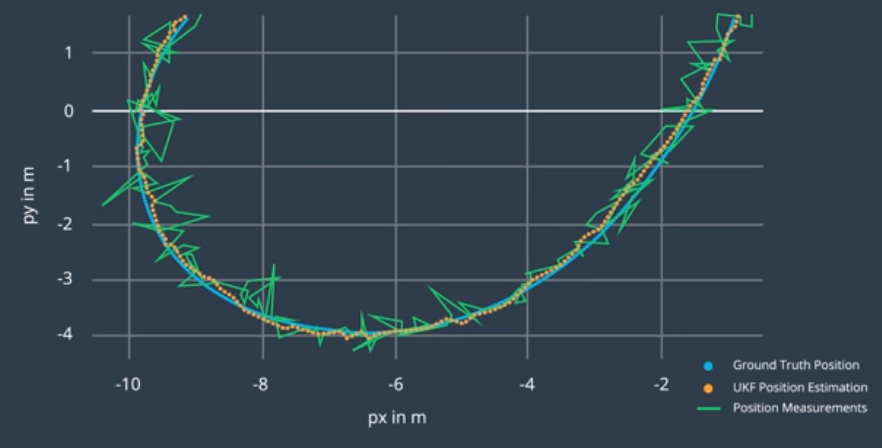 1
0
-1
-2
-3
-4
py in m
-10 -8 -6 -4 -2
px in m
Ground Truth Position
UKF Position Estimation
Position Measurements